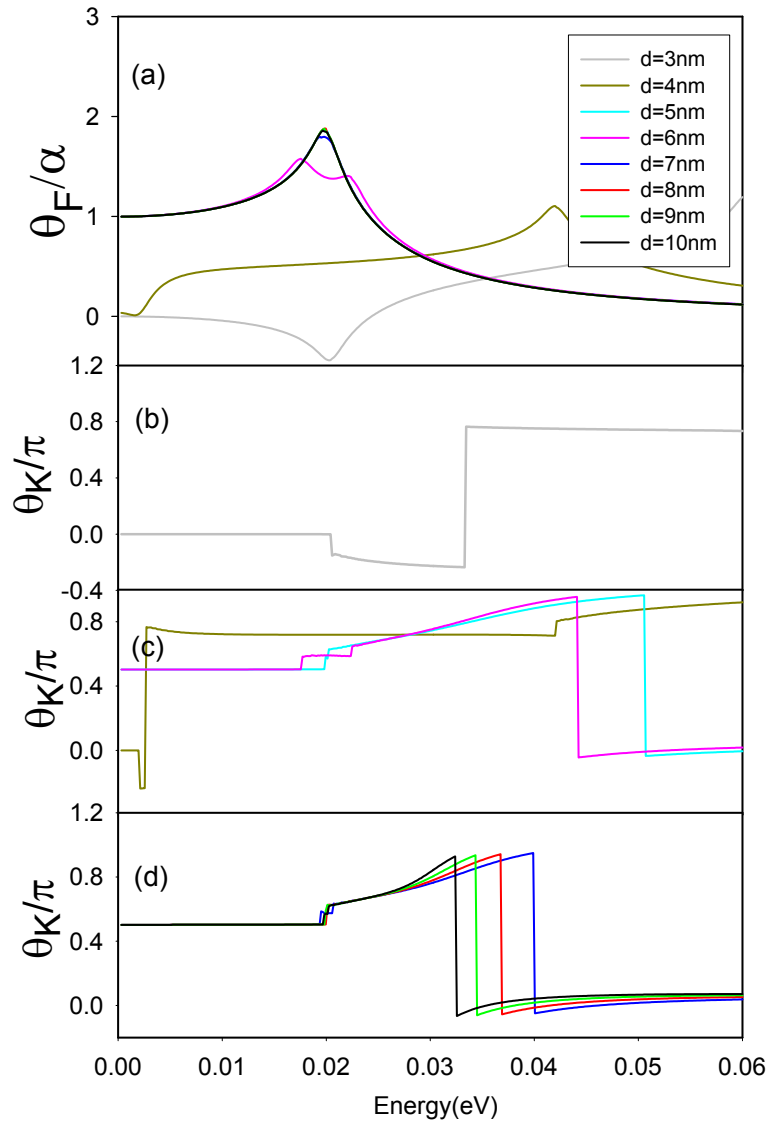 3
(a)
2
1
0
θF/α
d=3nm
d=4nm
d=5nm
d=6nm
d=7nm
d=8nm
d=9nm
d=10nm
1.2
(b)
0.8
0.4
0.0
-0.4
θK/π
(c)
0.8
0.4
0.0
θK/π
1.2
(d)
0.8
0.4
0.0
θK/π
0.00 0.01 0.02 0.03 0.04 0.05 0.06
Energy(eV)